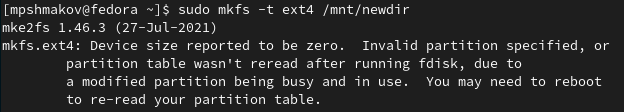 [mpshmakov@fedora ~]$ sudo mkfs -t ext4 /mnt/newdir
mke2fs 1.46.3 (27-Jul-2021)
mkfs.ext4: Device size reported to be zero.  Invalid partition specified, or
        partition table wasn't reread after running fdisk, due to
        a modified partition being busy and in use.  You may need to reboot
        to re-read your partition table.